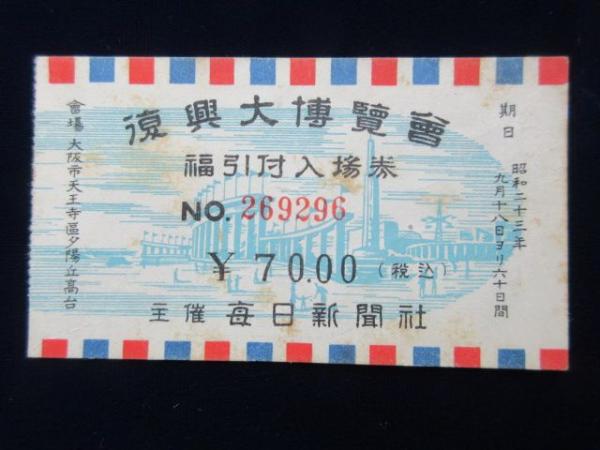 復興大博覽會
福引付入場券
NO. 269296
¥ 70.00 (税込)
主催 毎日新聞社
期日 昭和二十三年
九月十八日ヨリ六十日間
會場 大阪市天王寺區夕陽丘高台